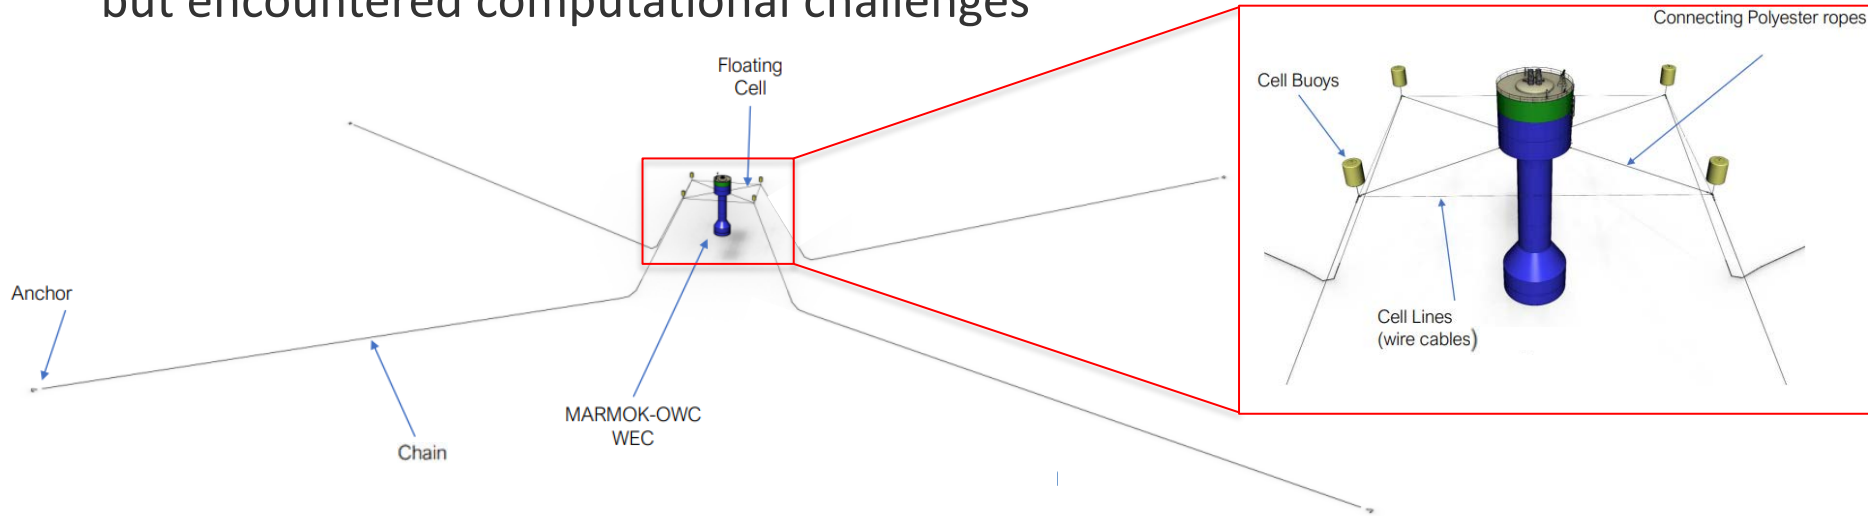 but encountered computational challenges
Connecting Polyester ropes
Floating
Cell
Cell Buoys
Anchor
Cell Lines
(wire cables)
MARMOK-OWC
WEC
Chain